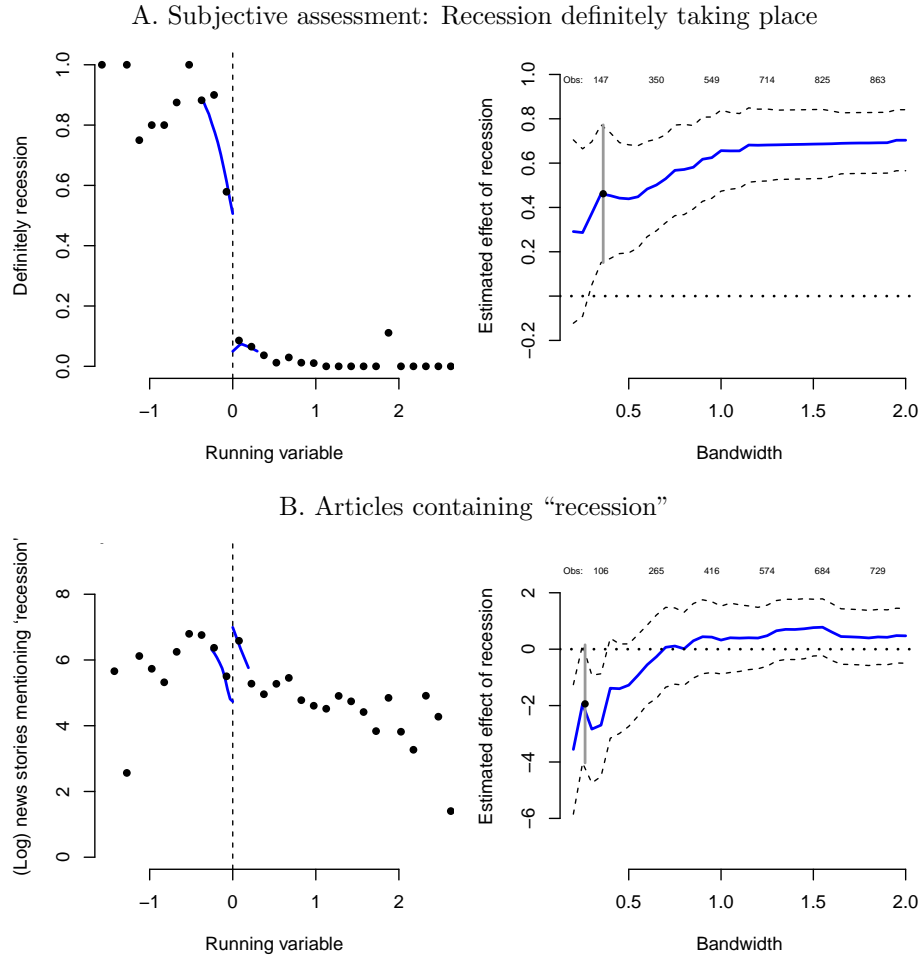 A. Subjective assessment: Recession definitely taking place
Definitely recession
0.0 0.2 0.4 0.6 0.8 1.0
−1 0 1 2
Running variable
Estimated effect of recession
−0.2 0.2 0.4 0.6 0.8 1.0
Obs: 147 350 549 714 825 863
0.5 1.0 1.5 2.0
Bandwidth
B. Articles containing “recession”
(Log) news stories mentioning ‘recession’
0 2 4 6 8
−1 0 1 2
Running variable
Estimated effect of recession
−6 −4 −2 0 2
Obs: 106 265 416 574 684 729
0.5 1.0 1.5 2.0
Bandwidth